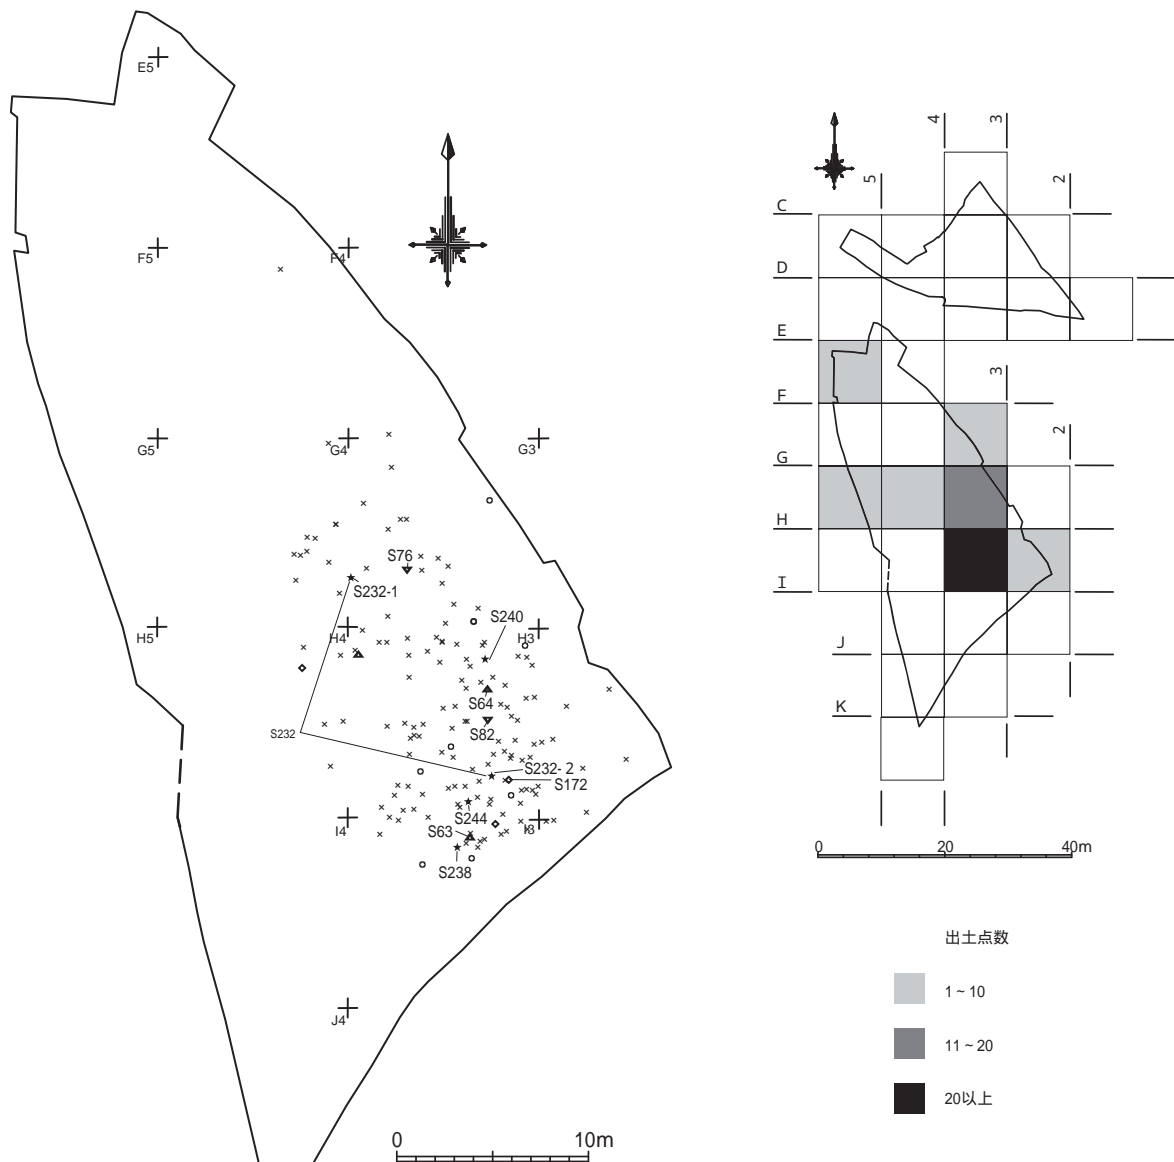 E5
F5
F4
G5
G4
G3
S76
S232-1
S240
H5
H4
H3
S64
S82
S232
S232- 2
S172
S244
S63
I4
I3
S238
J4
0 10m
4 3
5 2
C
D
E
3
F
2
G
H
I
J
K
0 20 40m
出土点数
1 ~ 10
11 ~ 20
20以上